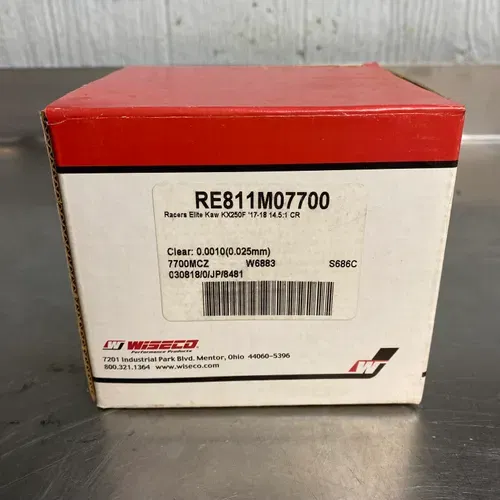 RE811M07700
Racers Elite Kaw KX250F '17-18 14.5:1 CR
Clear: 0.0010(0.025mm)
7700MCZ W6883 S686C
030818/0/JP/8481
W WISECO
Performance Products
7201 Industrial Park Blvd. Mentor, Ohio 44060-5396
800.321.1364 www.wiseco.com
W